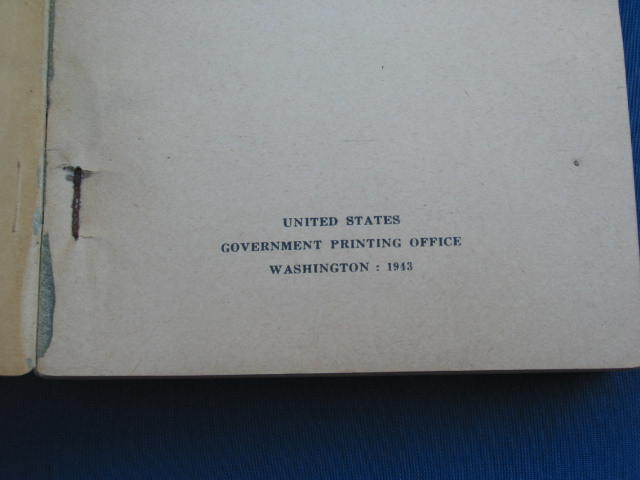 UNITED STATES
GOVERNMENT PRINTING OFFICE
WASHINGTON : 1943